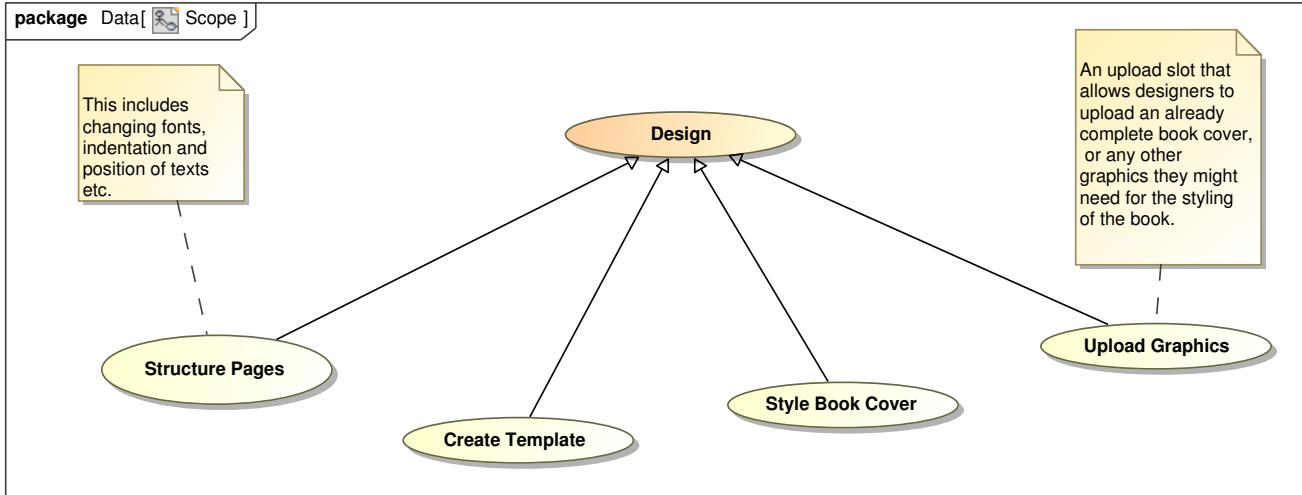 package Data[ Scope ]
This includes
changing fonts,
indentation and
position of texts
etc.
Design
An upload slot that
allows designers to
upload an already
complete book cover,
or any other
graphics they might
need for the styling
of the book.
Structure Pages
Create Template
Style Book Cover
Upload Graphics